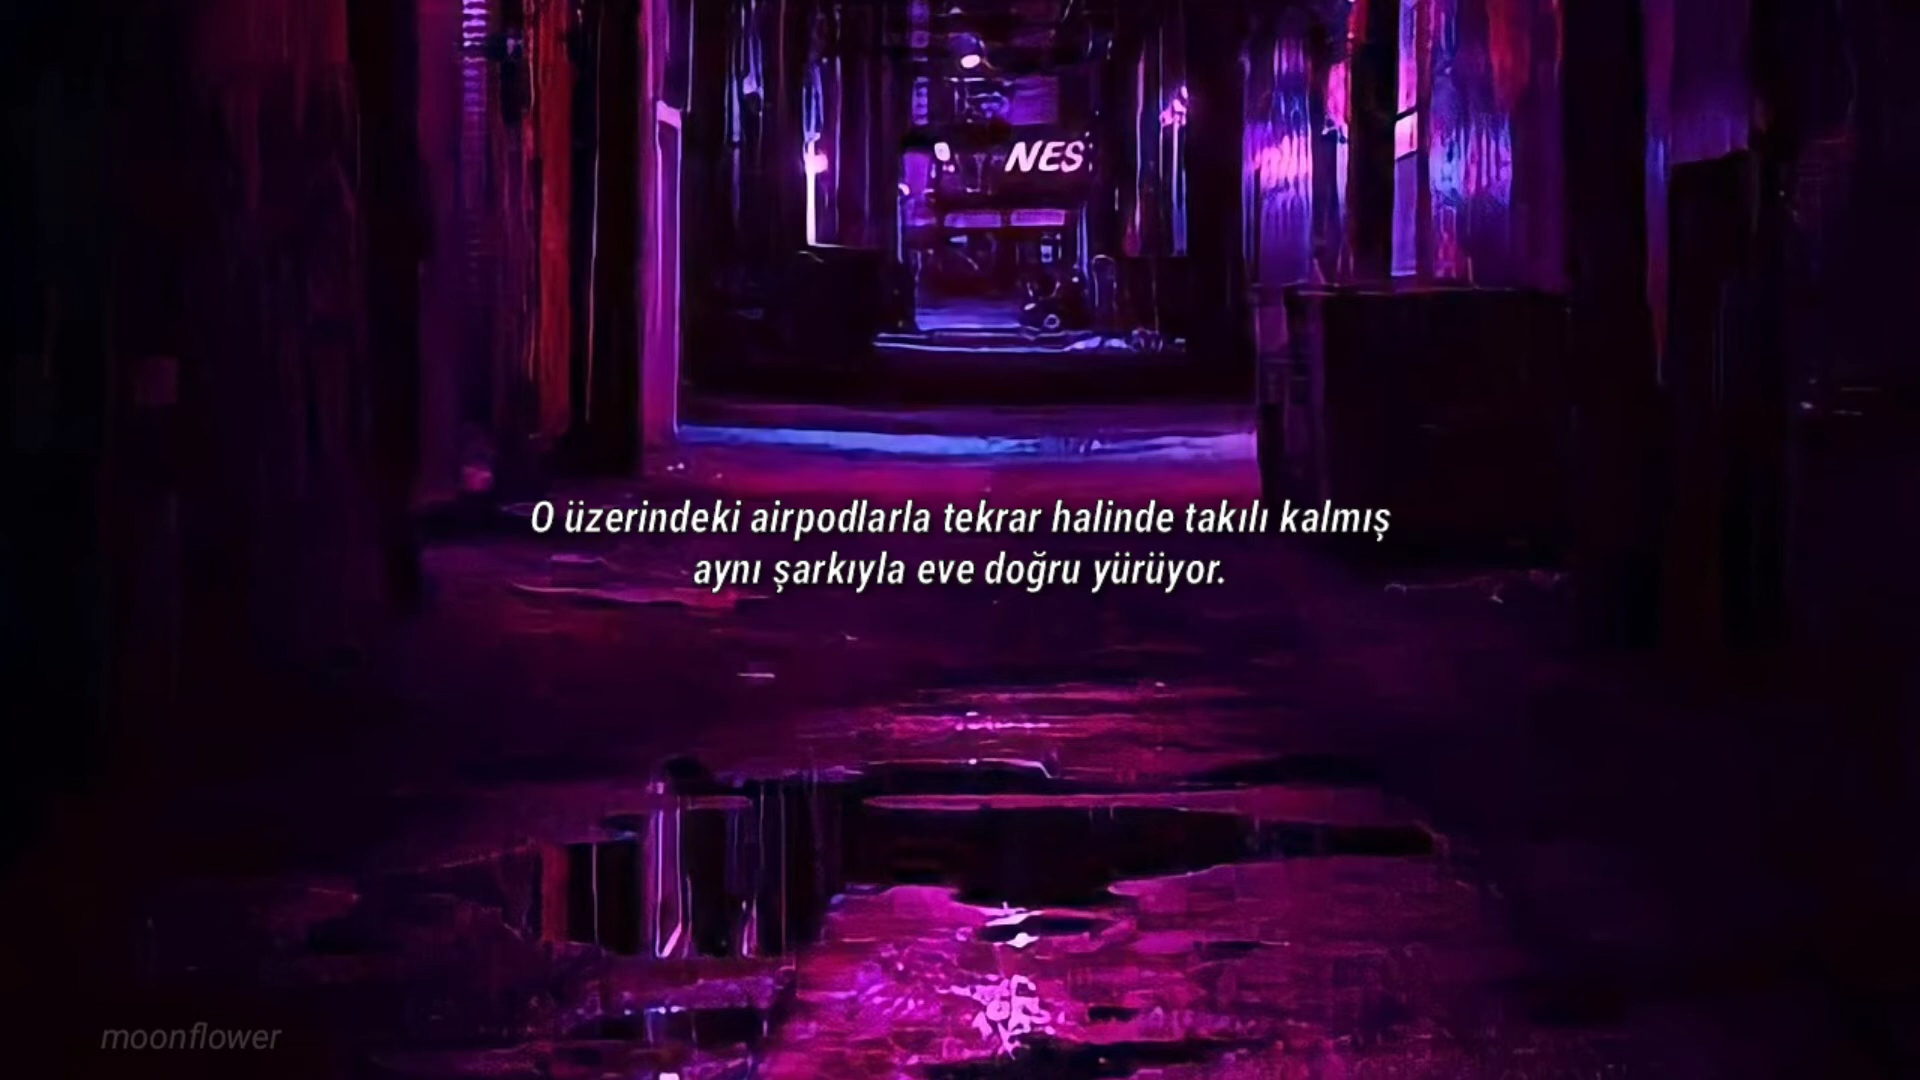 NES
O üzerindeki airpodlarla tekrar halinde takılı kalmış
aynı şarkıyla eve doğru yürüyor.
moonflower